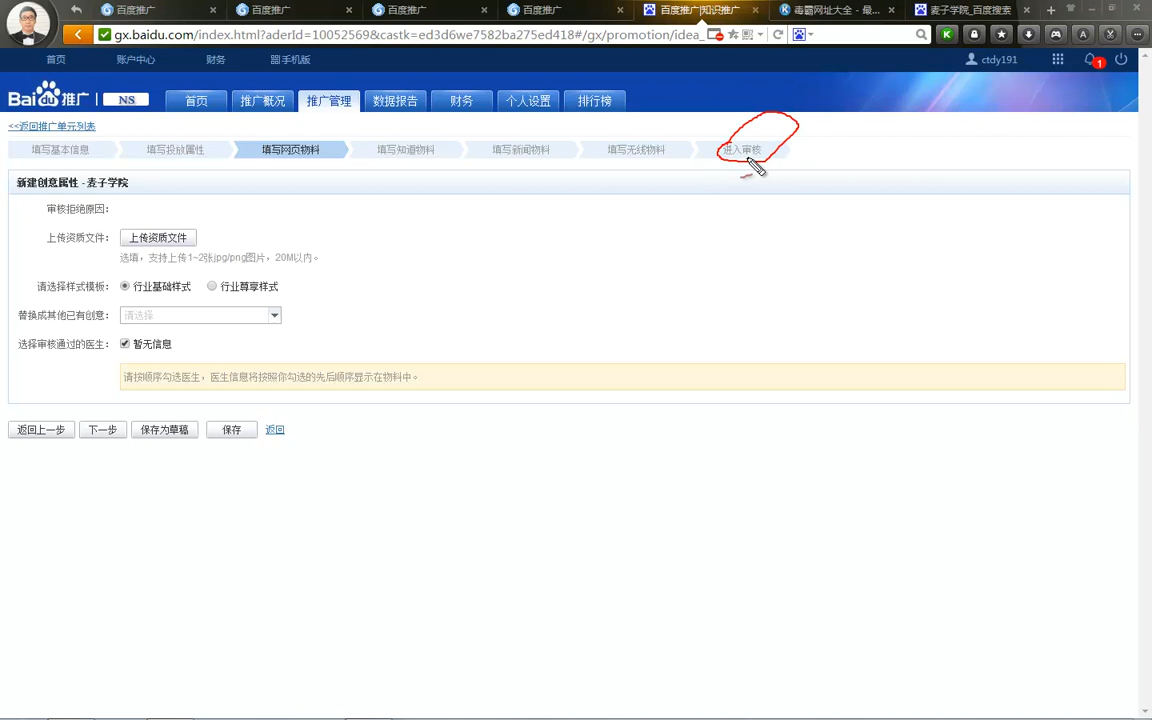 百度推广
百度推广
百度推广
百度推广
百度推广|知识推广
毒霸网址大全 - 最...
麦子学院_百度搜索
gx.baidu.com/index.html?aderId=100525569&castk=ed3d6we7582ba275ed418#/gx/promotion/idea_
首页
账户中心
财务
手机版
ctdy191
1
Baidu推广 | NS
首页
推广概况
推广管理
数据报告
财务
个人设置
排行榜
<<返回推广单元列表
填写基本信息
填写投放属性
填写网页物料
填写知道物料
填写新闻物料
填写无线物料
进入审核
新建创意属性 - 麦子学院
审核拒绝原因：
上传资质文件： 上传资质文件
选填，支持上传1~2张jpg/png图片，20M以内。
请选择样式模板： 行业基础样式 行业尊享样式
替换成其他已有创意： 请选择
选择审核通过的医生： 暂无信息
请按顺序勾选医生，医生信息将按照你勾选的先后顺序显示在物料中。
返回上一步 下一步 保存为草稿 保存 返回